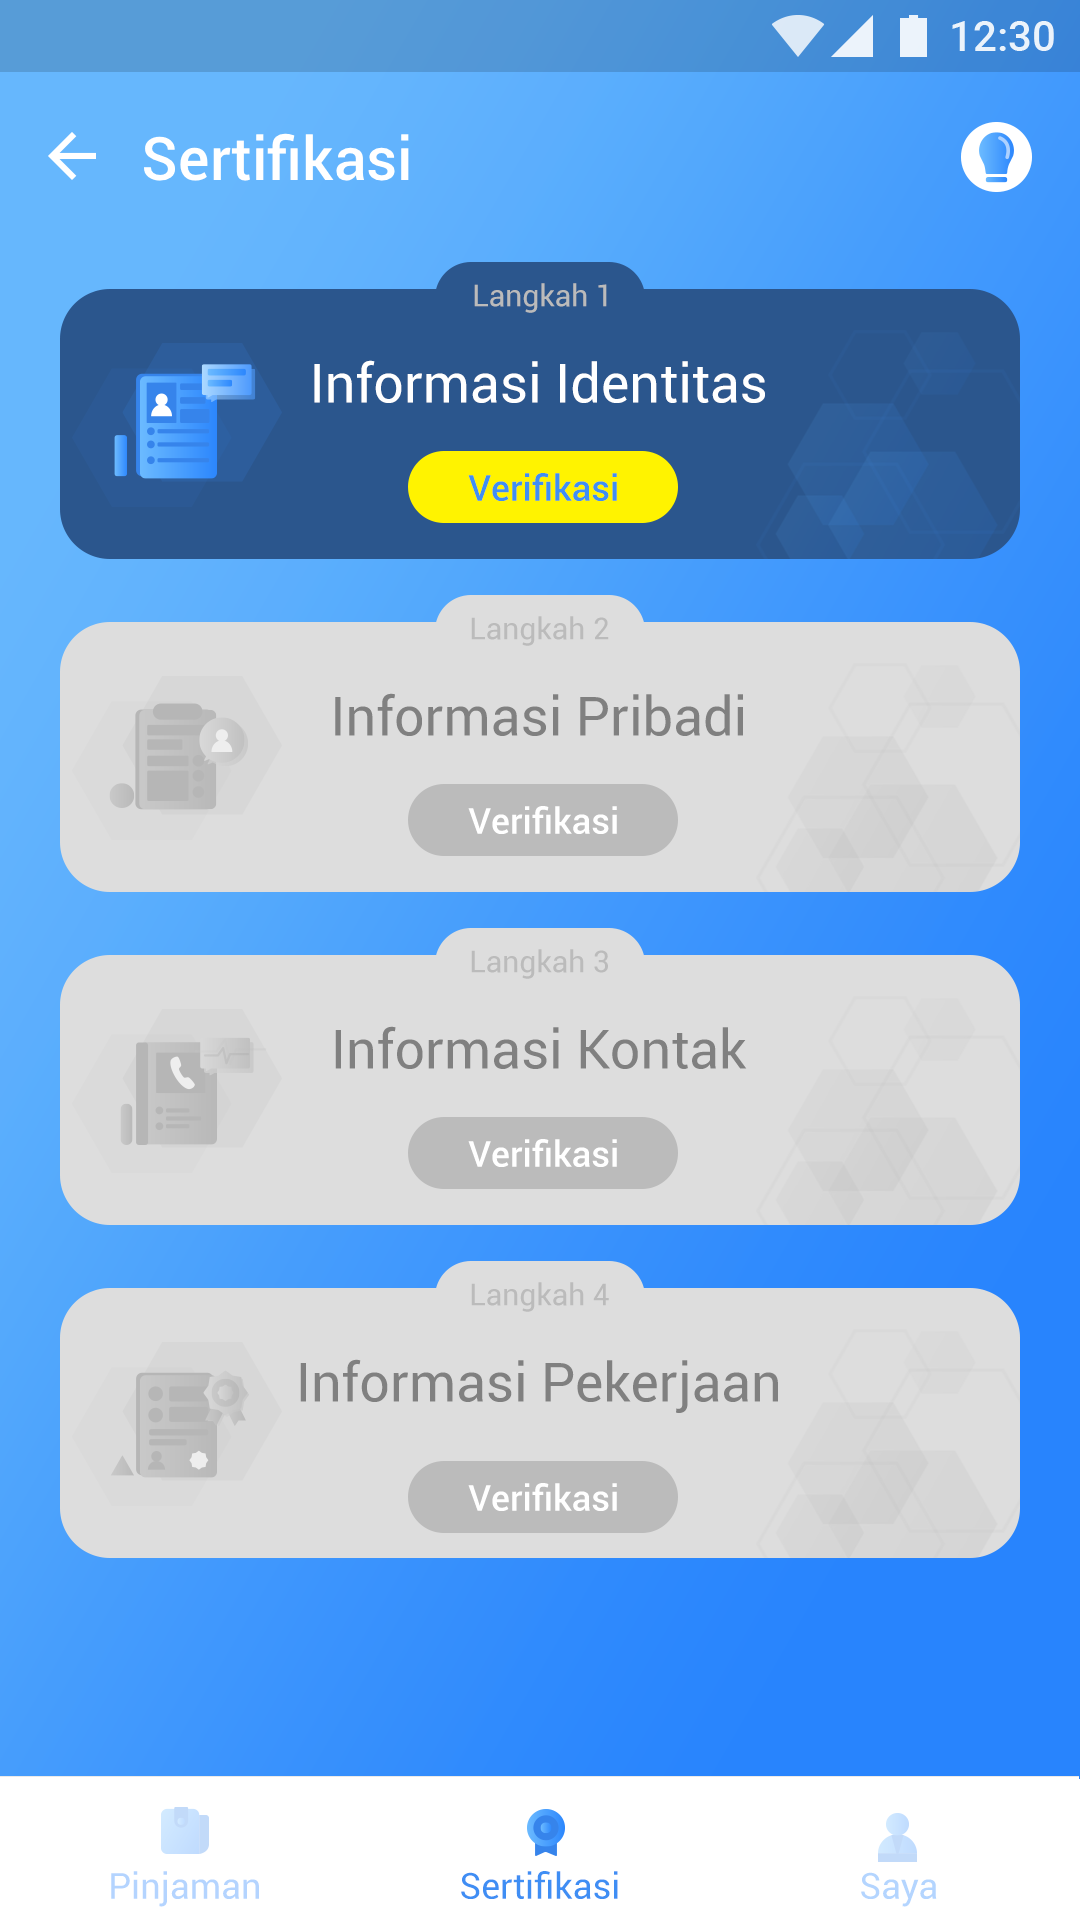 12:30
Sertifikasi
Langkah 1
Informasi Identitas
Verifikasi
Langkah 2
Informasi Pribadi
Verifikasi
Langkah 3
Informasi Kontak
Verifikasi
Langkah 4
Informasi Pekerjaan
Verifikasi
Pinjaman
Sertifikasi
Saya